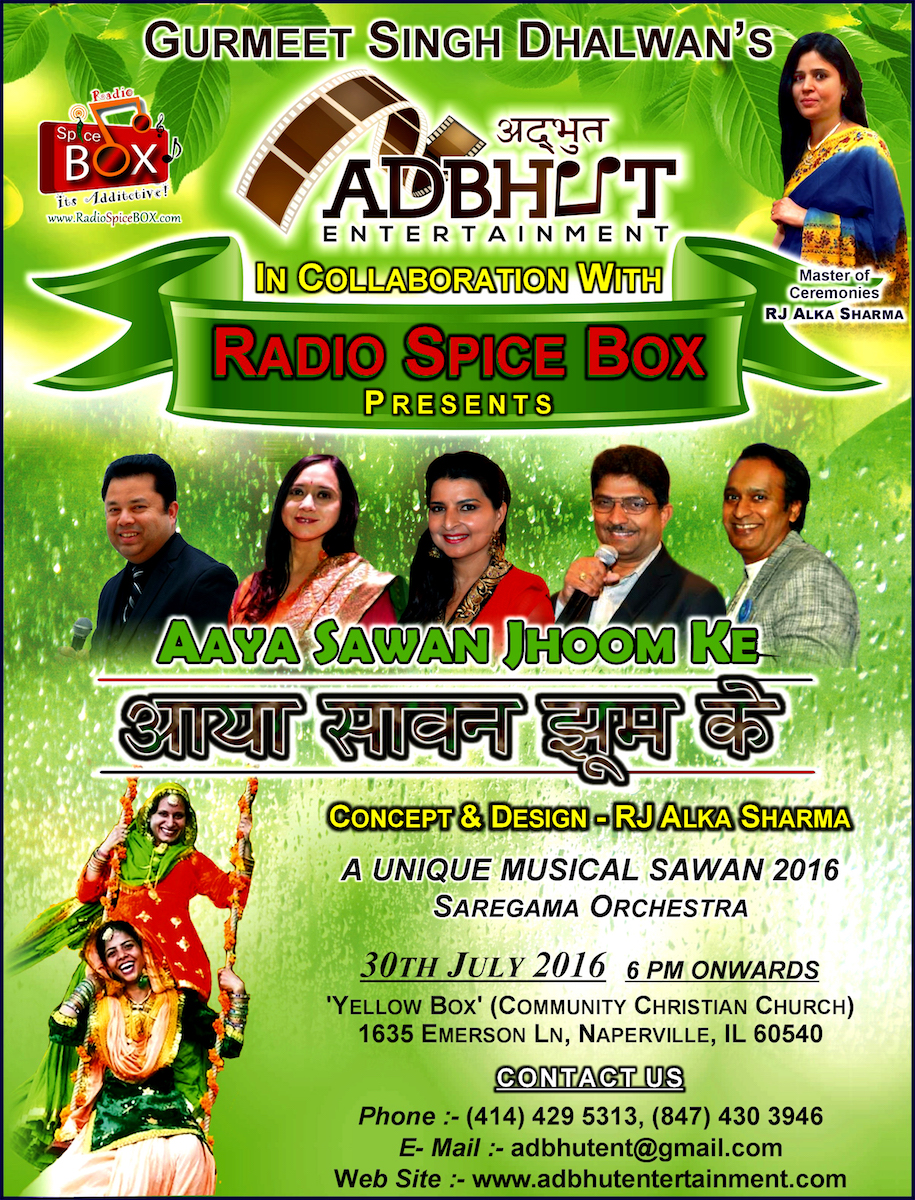 GURMEET SINGH DHALWAN'S
Radio
Spice
BOX
its Additctive!
www.RadioSpiceBOX.com
अद्भुत
ADBHUT
ENTERTAINMENT
Master of
Ceremonies
RJ ALKA SHARMA
IN COLLABORATION WITH
RADIO SPICE BOX
PRESENTS
AAYA SAWAN JHOOM KE
आया सावन झूम के
CONCEPT & DESIGN - RJ ALKA SHARMA
A UNIQUE MUSICAL SAWAN 2016
SAREGAMA ORCHESTRA
30TH JULY 2016 6 PM ONWARDS
'YELLOW BOX' (COMMUNITY CHRISTIAN CHURCH)
1635 EMERSON LN, NAPERVILLE, IL 60540
CONTACT US
Phone :- (414) 429 5313, (847) 430 3946
E- Mail :- adbhutent@gmail.com
Web Site :- www.adbhutentertainment.com